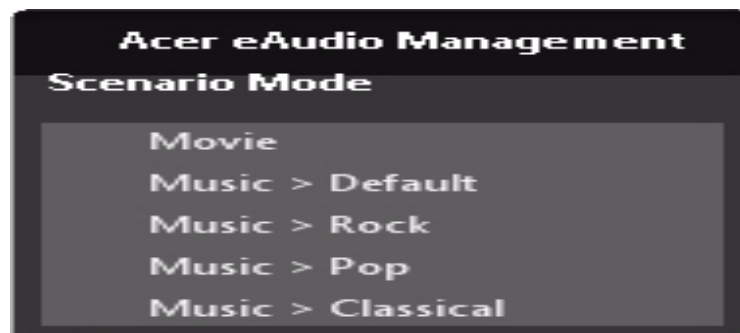 Acer eAudio Management
Scenario Mode
Movie
Music > Default
Music > Rock
Music > Pop
Music > Classical